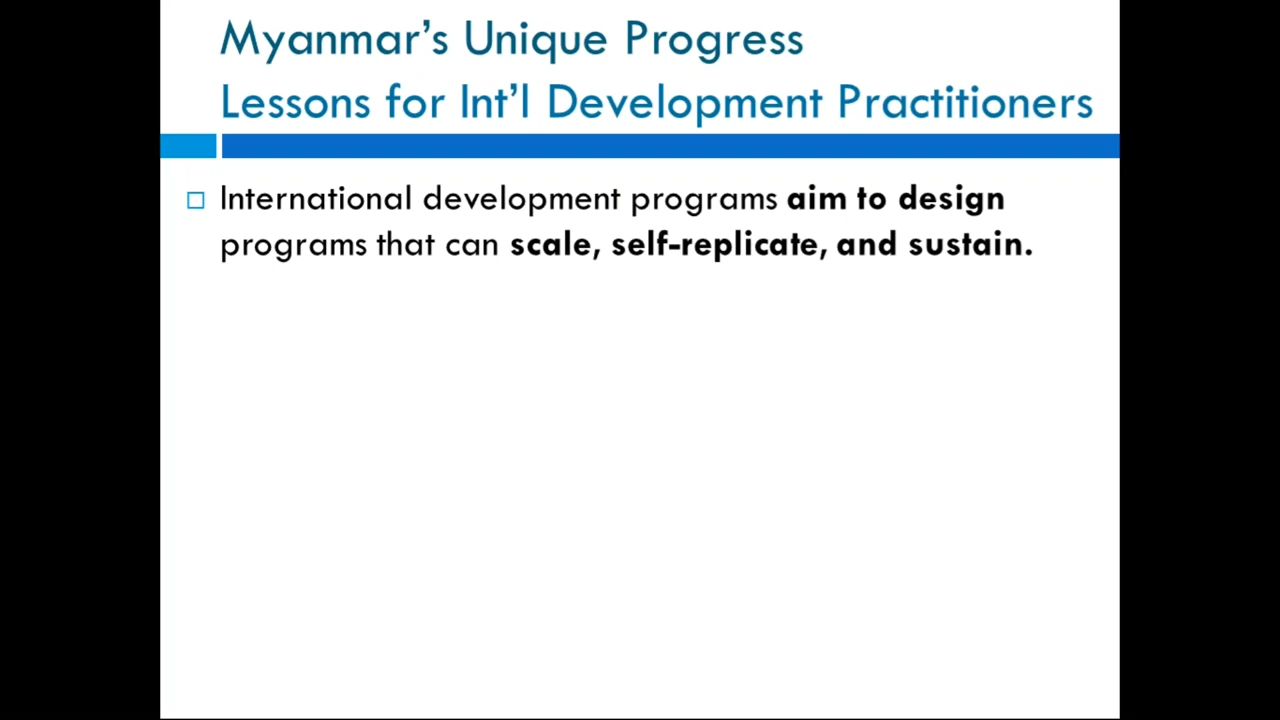 Myanmar’s Unique Progress
Lessons for Int’l Development Practitioners
International development programs aim to design
programs that can scale, self-replicate, and sustain.